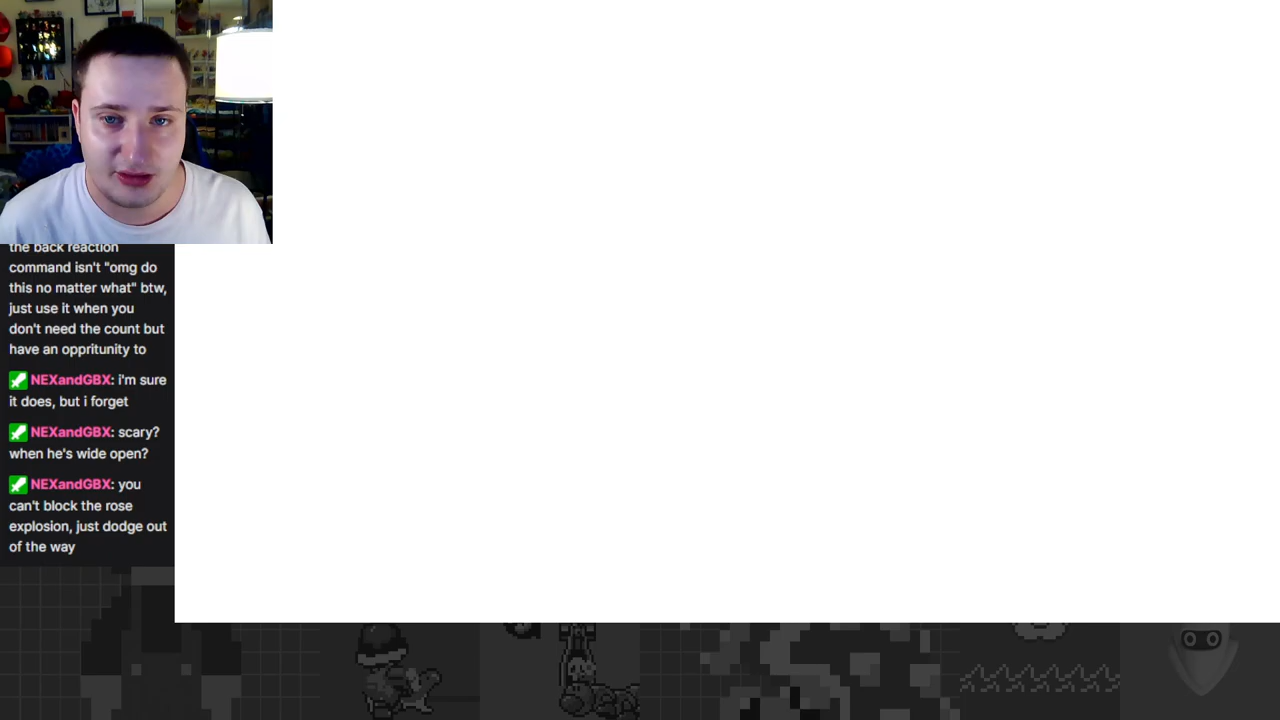 the back reaction
command isn't "omg do
this no matter what" btw,
just use it when you
don't need the count but
have an oppritunity to
NEXandGBX: i'm sure
it does, but i forget
NEXandGBX: scary?
when he's wide open?
NEXandGBX: you
can't block the rose
explosion, just dodge out
of the way